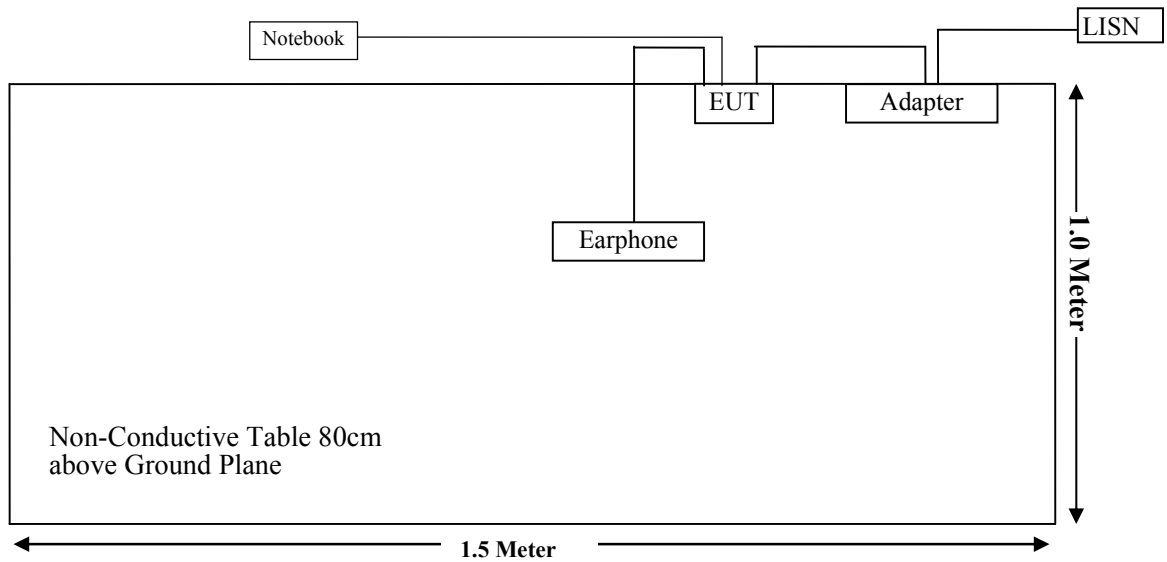 LISN
Notebook
EUT
Adapter
Earphone
1.0 Meter
Non-Conductive Table 80cm
above Ground Plane
1.5 Meter